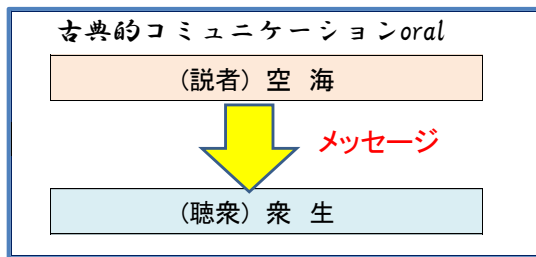 古典的コミュニケーションoral
(説者) 空 海
メッセージ
(聴衆) 衆 生